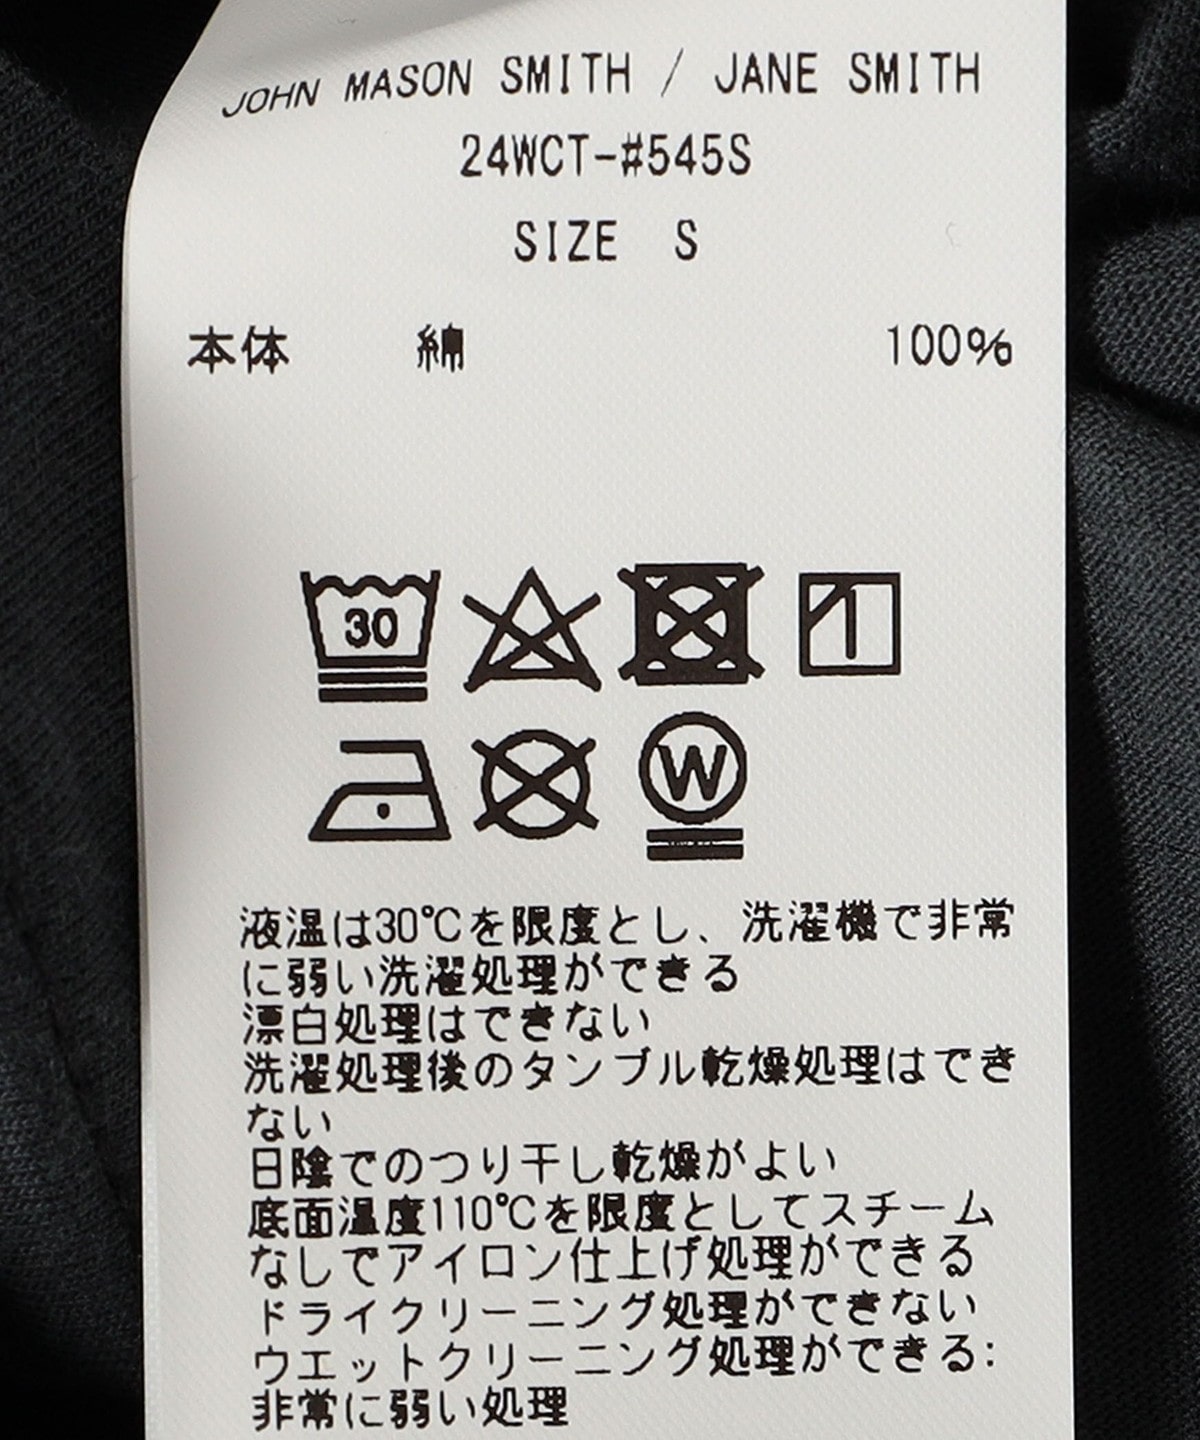 JOHN MASON SMITH / JANE SMITH
24WCT-#545S
SIZE S
本体 綿 100%
30
W
液温は30℃を限度とし、洗濯機で非常
に弱い洗濯処理ができる
漂白処理はできない
洗濯処理後のタンブル乾燥処理はでき
ない
日陰でのつり干し乾燥がよい
底面温度110℃を限度としてスチーム
なしでアイロン仕上げ処理ができる
ドライクリーニング処理ができない
ウエットクリーニング処理ができる:
非常に弱い処理